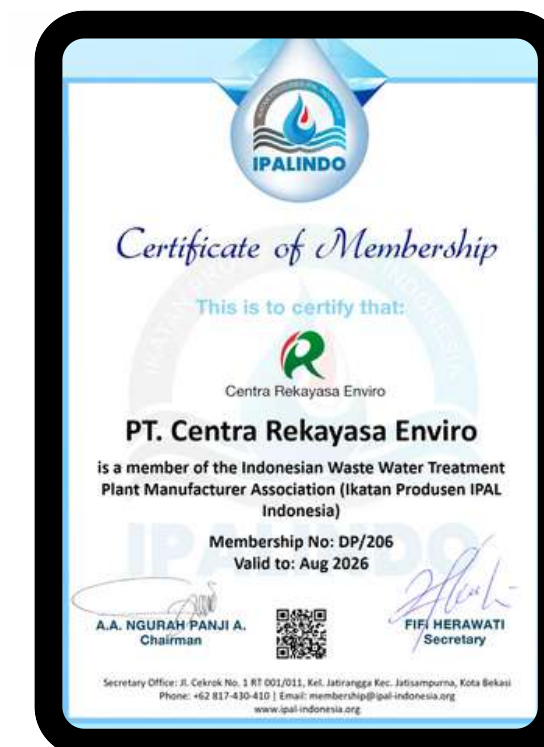 IPALINDO
Certificate of Membership
This is to certify that:
Centra Rekayasa Enviro
PT. Centra Rekayasa Enviro
is a member of the Indonesian Waste Water Treatment
Plant Manufacturer Association (Ikatan Produsen IPAL
Indonesia)
Membership No: DP/206
Valid to: Aug 2026
A.A. NGURAH PANJI A.
Chairman
FIFI HERAWATI
Secretary
Secretary Office: Jl. Cekrok No. 1 RT 001/011, Kel. Jatirangga Kec. Jatisampurna, Kota Bekasi
Phone: +62 817-430-410 | Email: membership@ipal-indonesia.org
www.ipal-indonesia.org